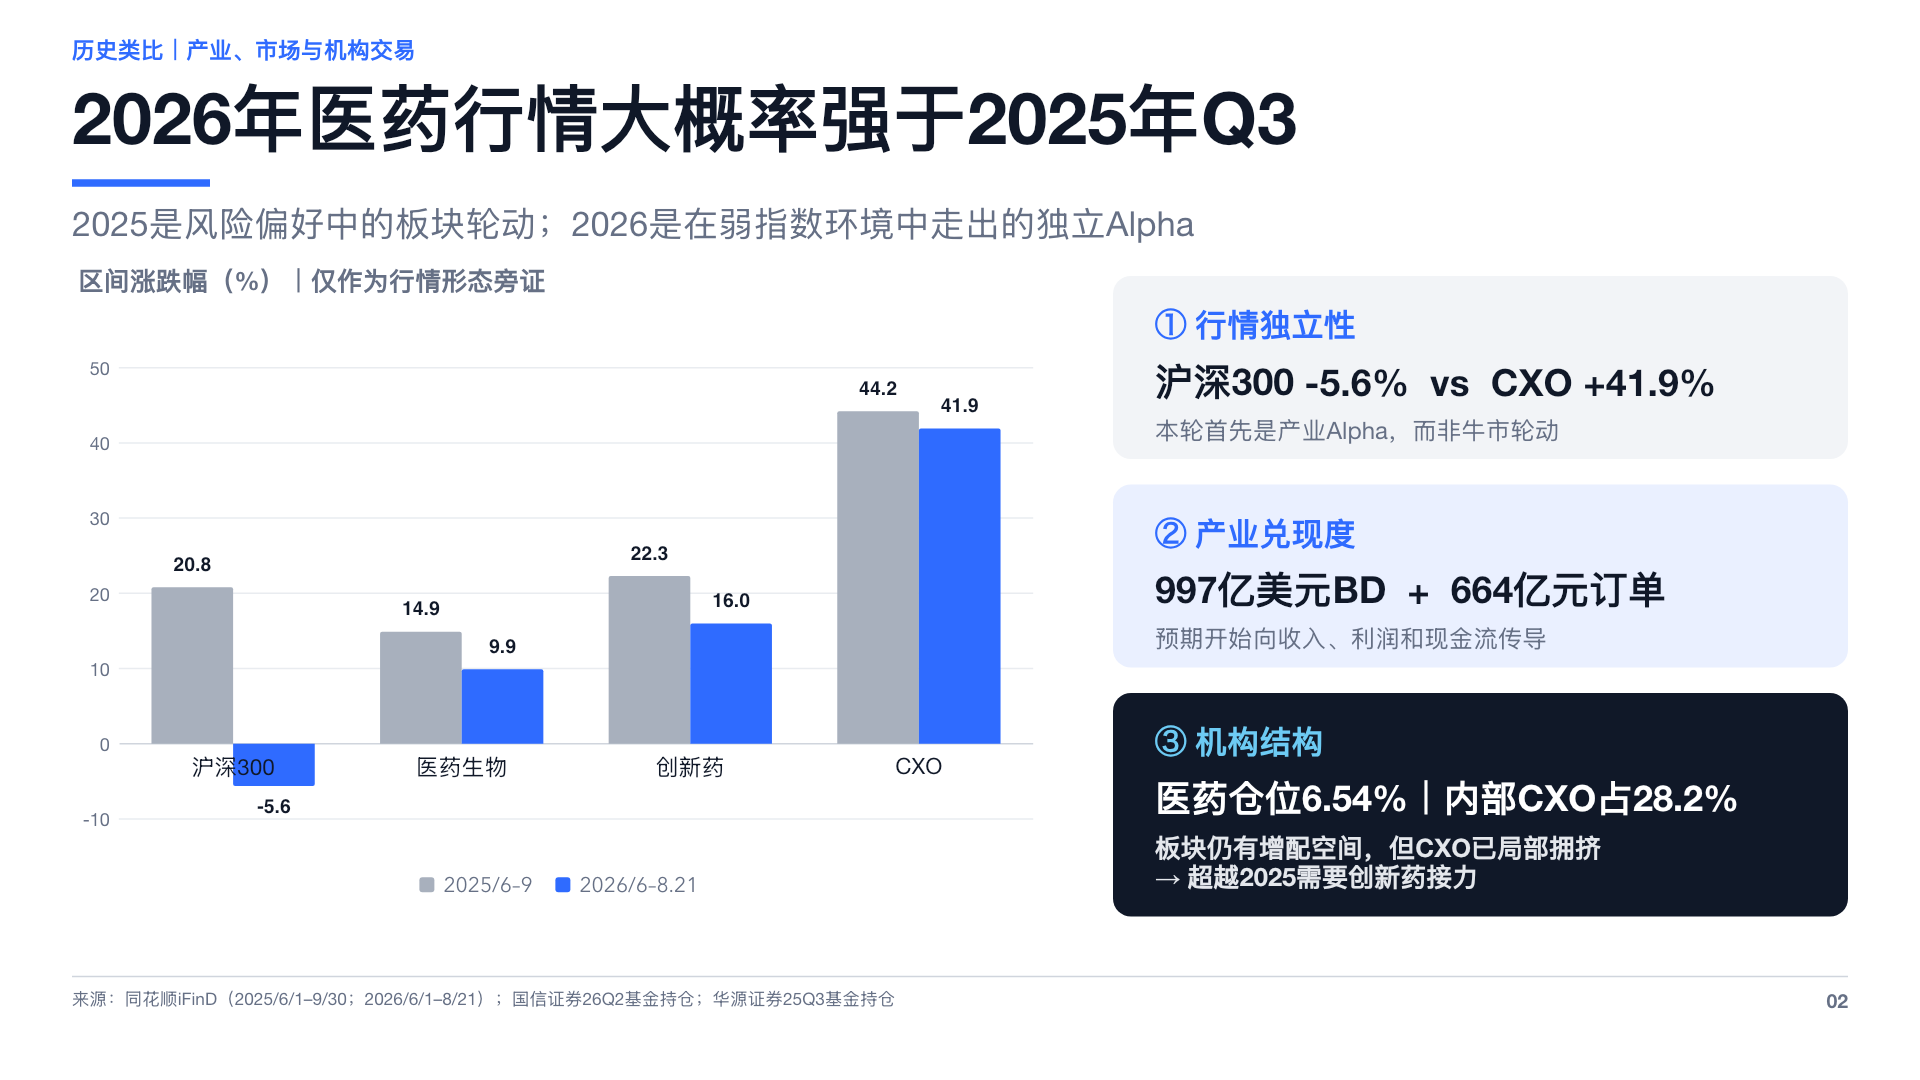 历史类比｜产业、市场与机构交易
2026年医药行情大概率强于2025年Q3
2025是风险偏好中的板块轮动；2026是在弱指数环境中走出的独立Alpha
区间涨跌幅（%）｜仅作为行情形态旁证
50
40
30
20
10
0
-10
20.8
-5.6
14.9
9.9
22.3
16.0
44.2
41.9
沪深300
医药生物
创新药
CXO
2025/6-9
2026/6-8.21
① 行情独立性
沪深300 -5.6% vs CXO +41.9%
本轮首先是产业Alpha，而非牛市轮动
② 产业兑现度
997亿美元BD + 664亿元订单
预期开始向收入、利润和现金流传导
③ 机构结构
医药仓位6.54%｜内部CXO占28.2%
板块仍有增配空间，但CXO已局部拥挤
→ 超越2025需要创新药接力
来源：同花顺iFinD（2025/6/1–9/30；2026/6/1–8/21）；国信证券26Q2基金持仓；华源证券25Q3基金持仓
02